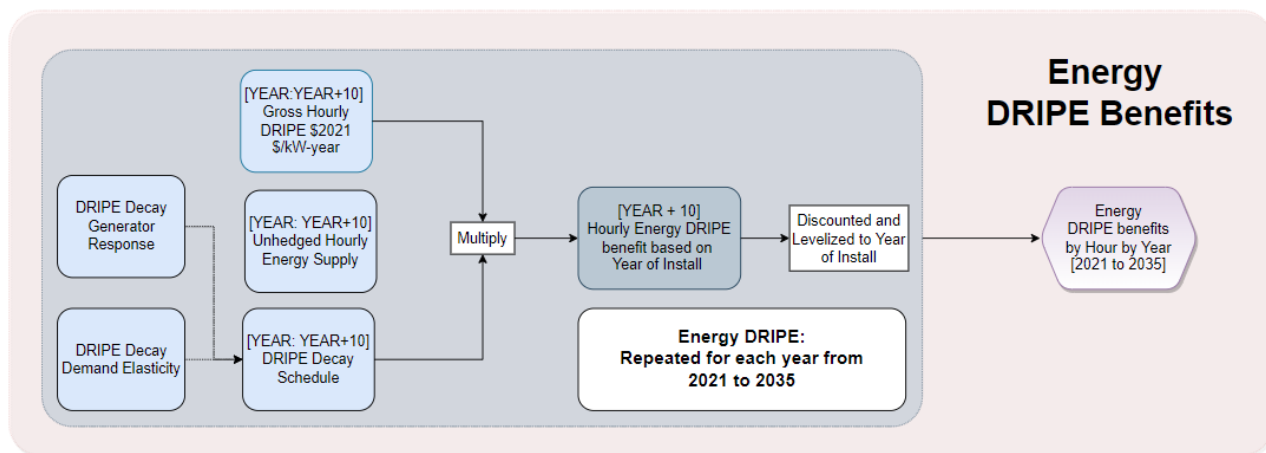 Energy
DRIPE Benefits
[YEAR:YEAR+10]
Gross Hourly
DRIPE $2021
$/kW-year
DRIPE Decay
Generator
Response
[YEAR: YEAR+10]
Unhedged Hourly
Energy Supply
Multiply
[YEAR + 10]
Hourly Energy DRIPE
benefit based on
Year of Install
Discounted and
Levelized to Year
of Install
Energy
DRIPE benefits
by Hour by Year
[2021 to 2035]
DRIPE Decay
Demand Elasticity
[YEAR: YEAR+10]
DRIPE Decay
Schedule
Energy DRIPE:
Repeated for each year from
2021 to 2035